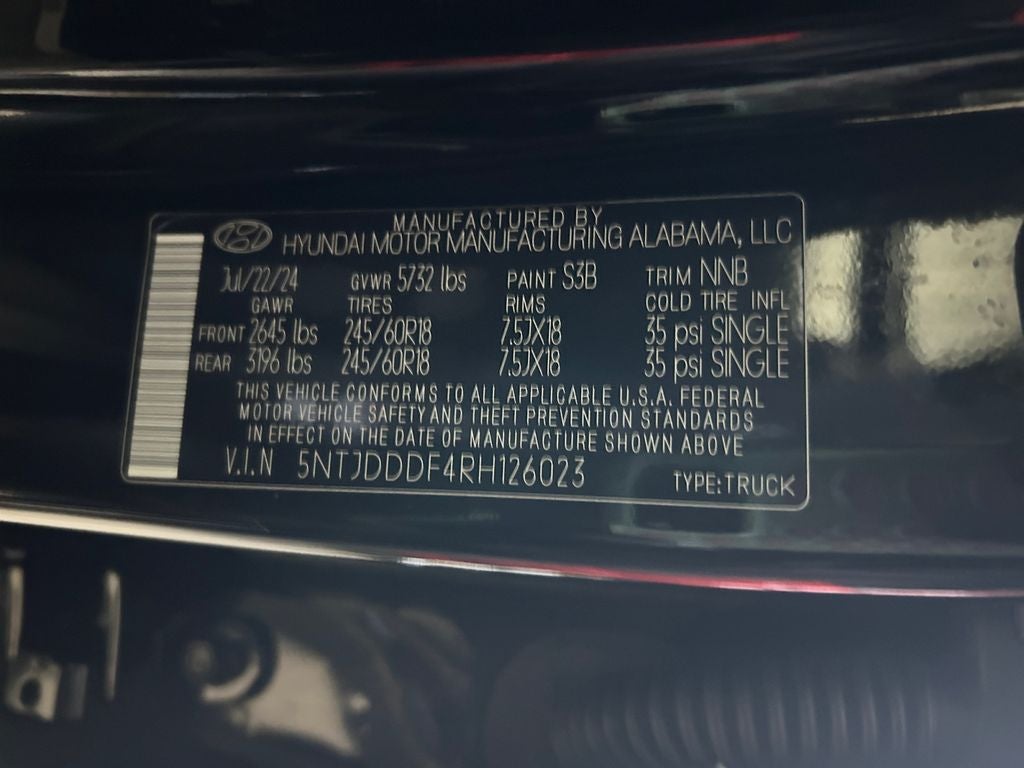 MANUFACTURED BY
HYUNDAI MOTOR MANUFACTURING ALABAMA, LLC
Jul/22/24 GVWR 5732 lbs PAINT S3B TRIM NNB
GAWR TIRES RIMS COLD TIRE INFL
FRONT 2645 lbs 245/60R18 7.5JX18 35 psi SINGLE
REAR 3196 lbs 245/60R18 7.5JX18 35 psi SINGLE
THIS VEHICLE CONFORMS TO ALL APPLICABLE U.S.A. FEDERAL
MOTOR VEHICLE SAFETY AND THEFT PREVENTION STANDARDS
IN EFFECT ON THE DATE OF MANUFACTURE SHOWN ABOVE
V.I.N 5NTJDDDF4RH126023 TYPE:TRUCK